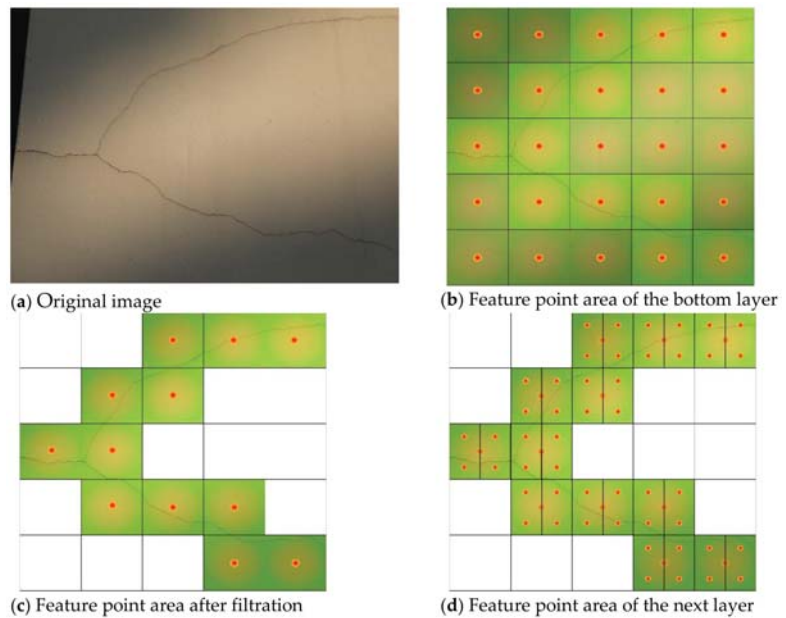 (a) Original image
(b) Feature point area of the bottom layer
(c) Feature point area after filtration
(d) Feature point area of the next layer